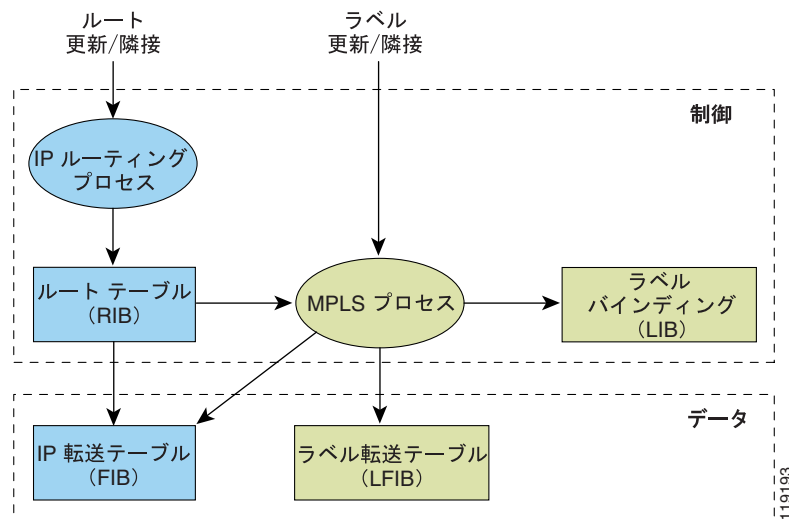 ルート
更新/隣接
ラベル
更新/隣接
制御
IP ルーティング
プロセス
ルート テーブル
（RIB）
MPLS プロセス
ラベル
バインディング
（LIB）
データ
IP 転送テーブル
（FIB）
ラベル転送テーブル
（LFIB）
119193